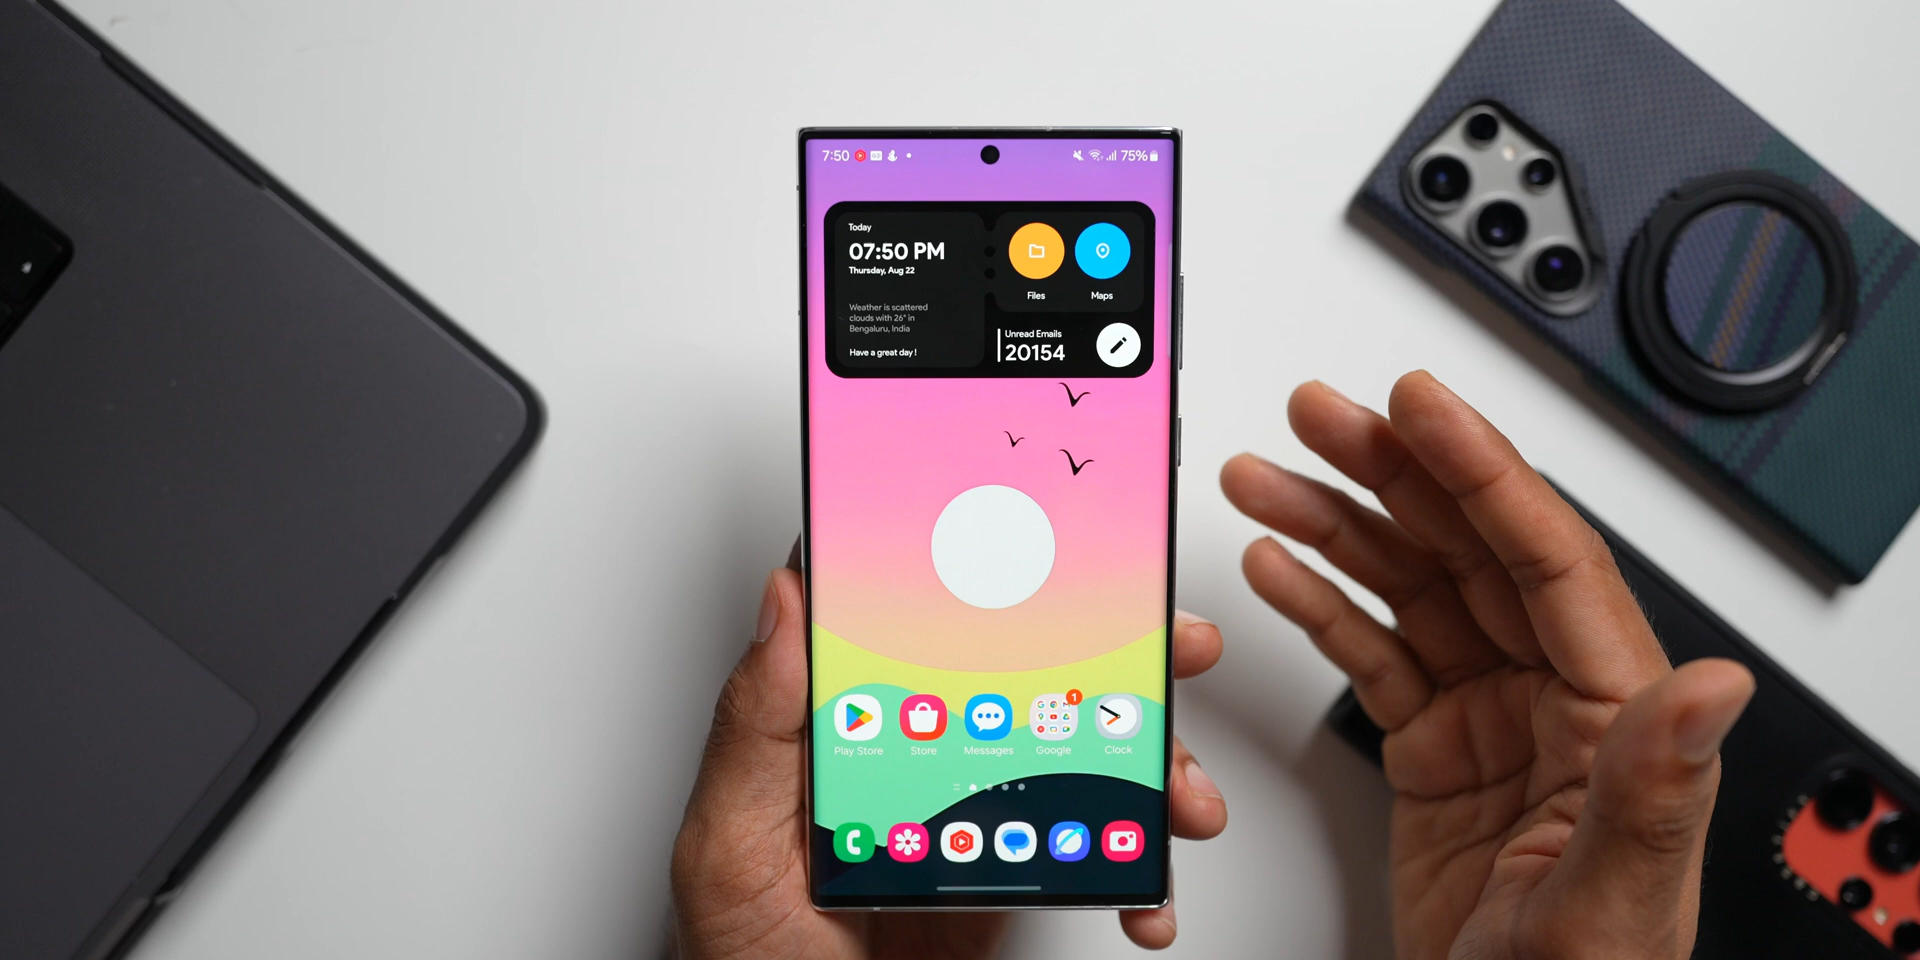 7:50
75%
Today
07:50 PM
Thursday, Aug 22
Weather is scattered
clouds with 26° in
Bengaluru, India
Have a great day !
Files
Maps
Unread Emails
20154
1
Play Store
Store
Messages
Google
Clock